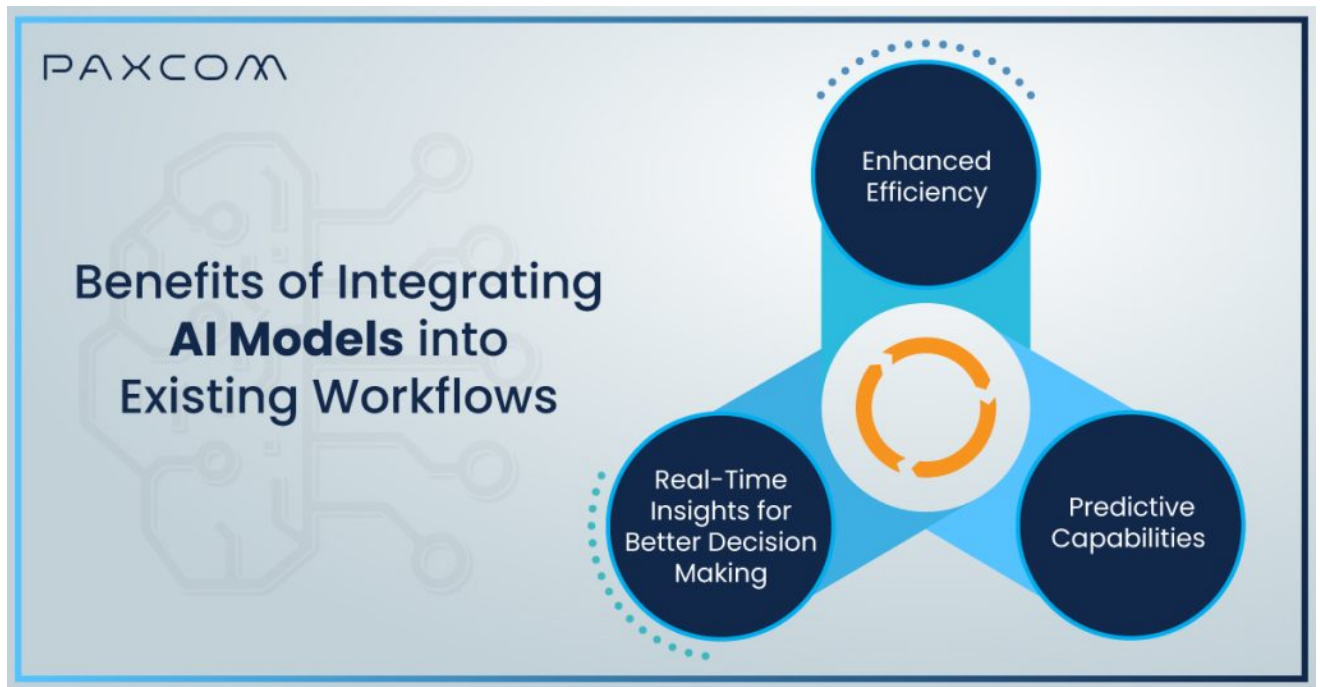 PAXCOM
Benefits of Integrating
AI Models into
Existing Workflows
Enhanced
Efficiency
Real-Time
Insights for
Better Decision
Making
Predictive
Capabilities